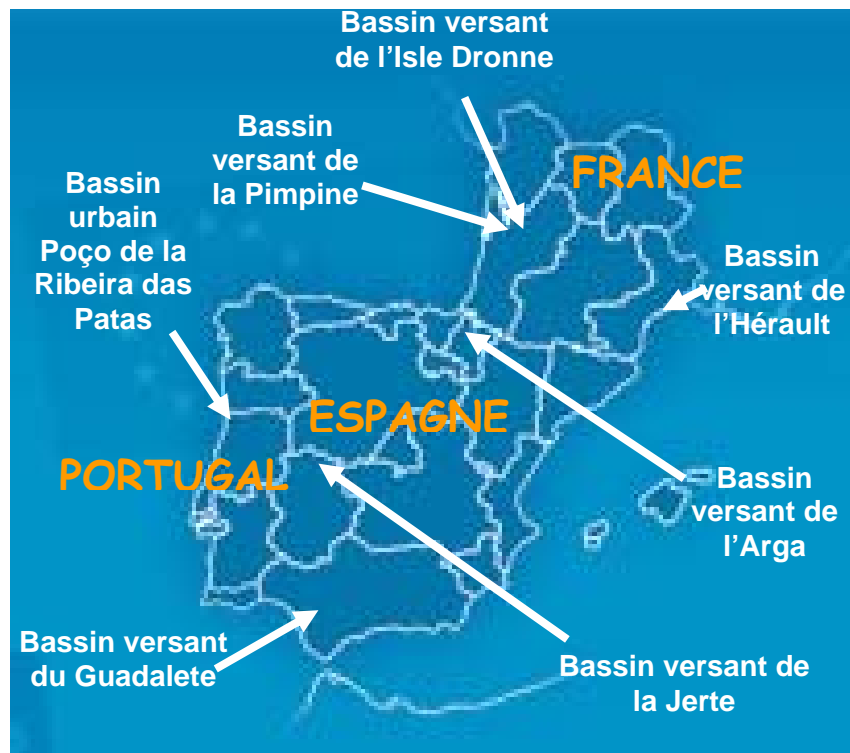 Bassin versant
de l'Isle Dronne
Bassin
versant de
la Pimpine
FRANCE
Bassin
urbain
Poço de la
Ribeira das
Patas
Bassin
versant de
l'Hérault
ESPAGNE
PORTUGAL
Bassin
versant de
l'Arga
Bassin versant
du Guadalete
Bassin versant de
la Jerte